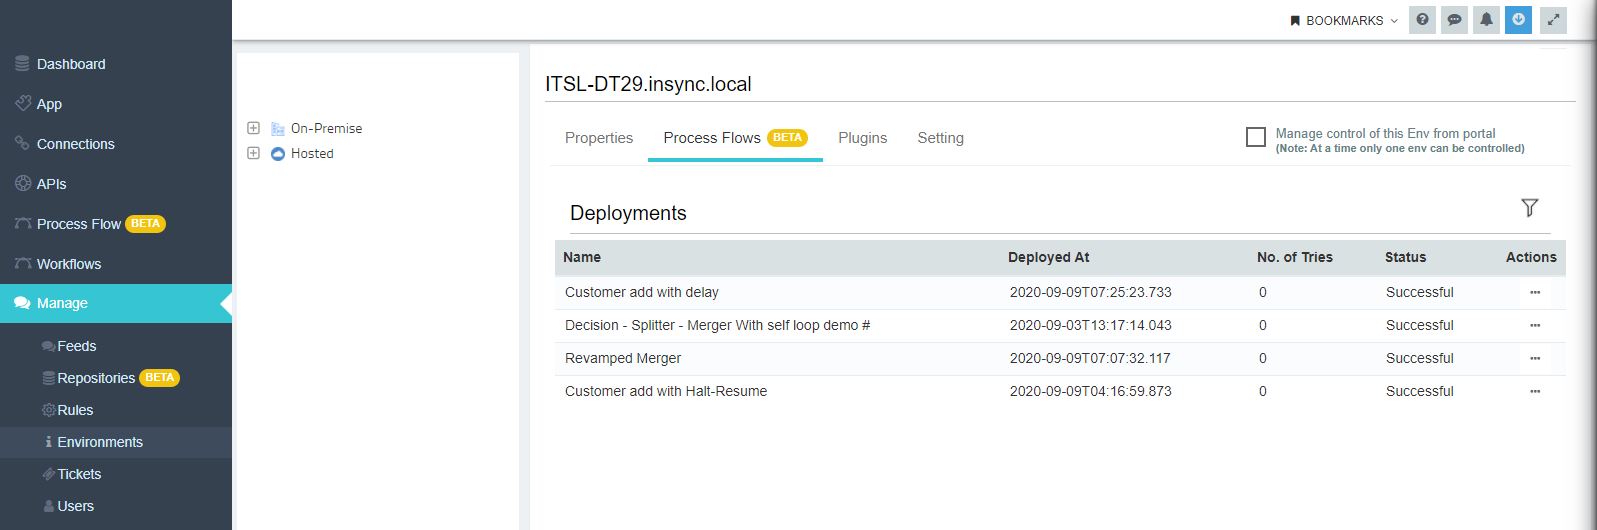 BOOKMARKS
Dashboard
App
Connections
APIs
Process Flow BETA
Workflows
Manage
Feeds
Repositories BETA
Rules
Environments
Tickets
Users
On-Premise
Hosted
ITSL-DT29.insync.local
Properties Process Flows BETA Plugins Setting
Manage control of this Env from portal
(Note: At a time only one env can be controlled)
Deployments
Name Deployed At No. of Tries Status Actions
Customer add with delay 2020-09-09T07:25:23.733 0 Successful ...
Decision - Splitter - Merger With self loop demo # 2020-09-03T13:17:14.043 0 Successful ...
Revamped Merger 2020-09-09T07:07:32.117 0 Successful ...
Customer add with Halt-Resume 2020-09-09T04:16:59.873 0 Successful ...